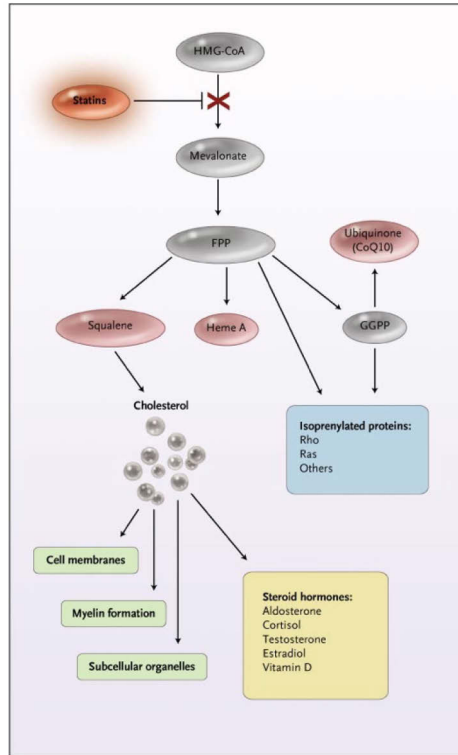 HMG-CoA
Statins
Mevalonate
FPP
Ubiquinone
(CoQ10)
Squalene
Heme A
GGPP
Cholesterol
Isoprenylated proteins:
Rho
Ras
Others
Cell membranes
Myelin formation
Subcellular organelles
Steroid hormones:
Aldosterone
Cortisol
Testosterone
Estradiol
Vitamin D